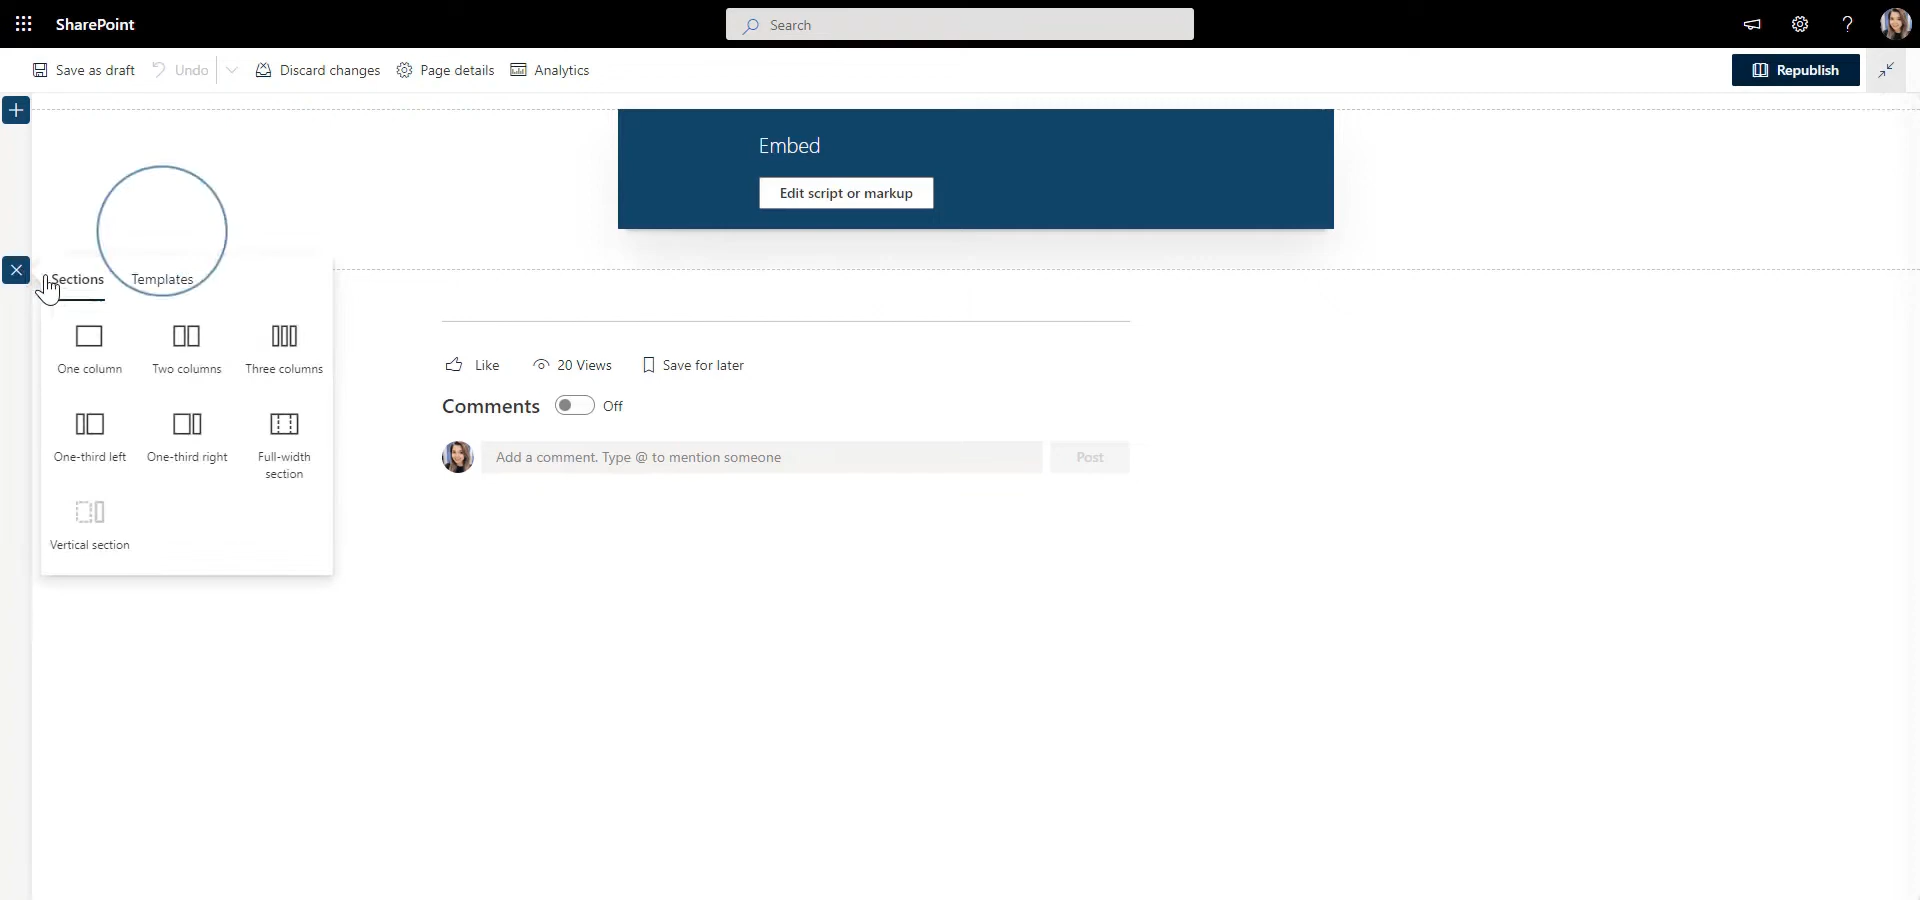 SharePoint
Search
Save as draft
Undo
Discard changes
Page details
Analytics
Republish
Embed
Edit script or markup
Sections
Templates
One column
Two columns
Three columns
Like
20 Views
Save for later
Comments
Off
One-third left
One-third right
Full-width
section
Add a comment. Type @ to mention someone
Post
Vertical section